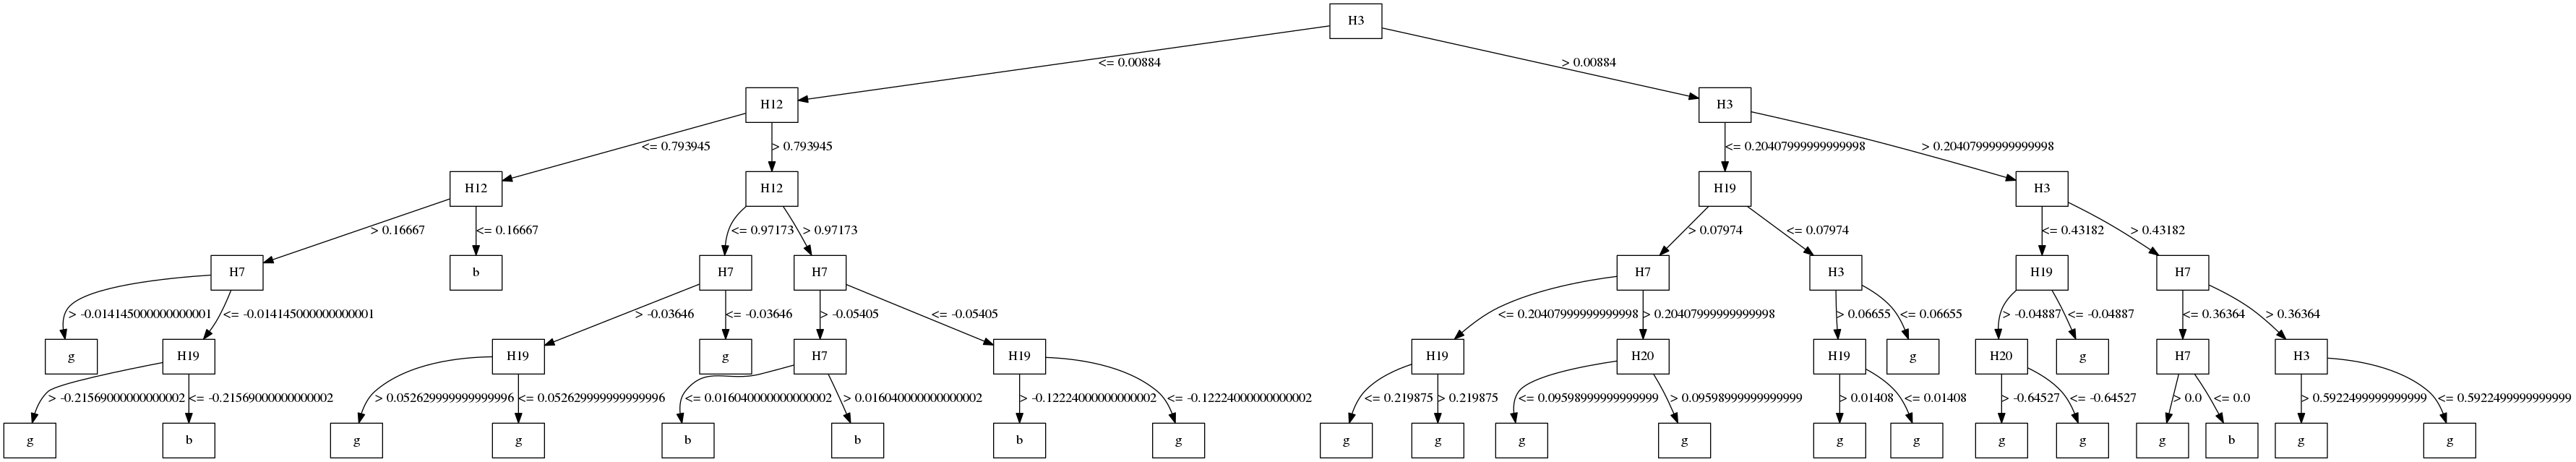 H3
<= 0.00884
> 0.00884
H12
H3
<= 0.793945
> 0.793945
<= 0.20407999999999998
> 0.20407999999999998
H12
H12
H19
H3
> 0.16667
<= 0.16667
<= 0.97173
> 0.97173
> 0.07974
<= 0.07974
<= 0.43182
> 0.43182
H7
b
H7
H7
H7
H3
H19
H7
> -0.014145000000000001
<= -0.014145000000000001
> -0.03646
<= -0.03646
> -0.05405
<= -0.05405
<= 0.20407999999999998
> 0.20407999999999998
> 0.06655
<= 0.06655
> -0.04887
<= -0.04887
<= 0.36364
> 0.36364
g
H19
H19
g
H7
H19
H19
H20
H19
g
H20
g
H7
H3
> -0.21569000000000002
<= -0.21569000000000002
> 0.052629999999999996
<= 0.052629999999999996
<= 0.016040000000000002
> 0.016040000000000002
> -0.12224000000000002
<= -0.12224000000000002
<= 0.219875
> 0.219875
<= 0.09598999999999999
> 0.09598999999999999
> 0.01408
<= 0.01408
> -0.64527
<= -0.64527
> 0.0
<= 0.0
> 0.5922499999999999
<= 0.5922499999999999
g
b
g
g
b
b
b
g
g
g
g
g
g
g
g
g
g
b
g
g